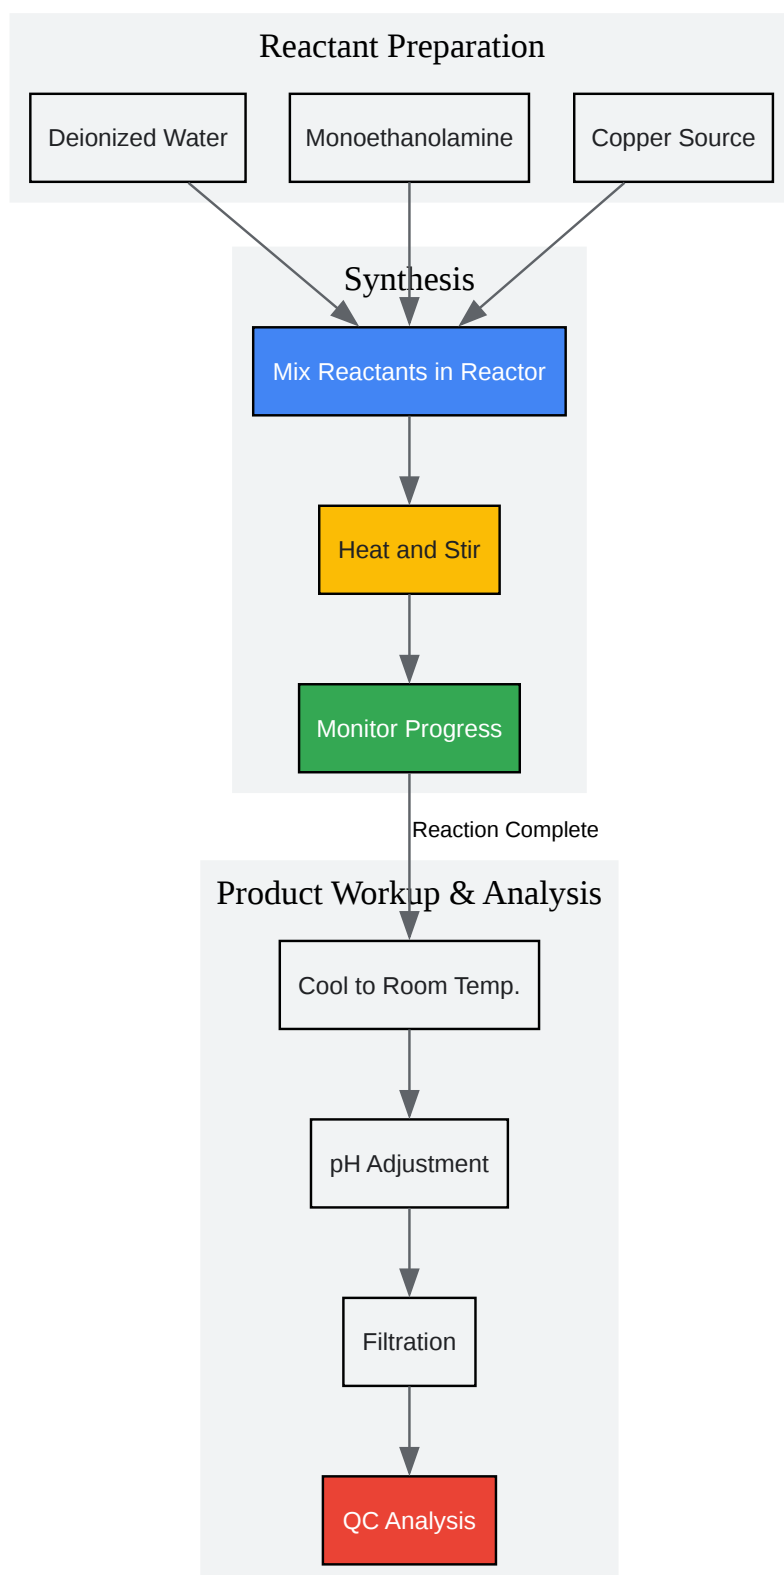 Reactant Preparation
Deionized Water
Monoethanolamine
Copper Source
Synthesis
Mix Reactants in Reactor
Heat and Stir
Monitor Progress
Reaction Complete
Product Workup & Analysis
Cool to Room Temp.
pH Adjustment
Filtration
QC Analysis